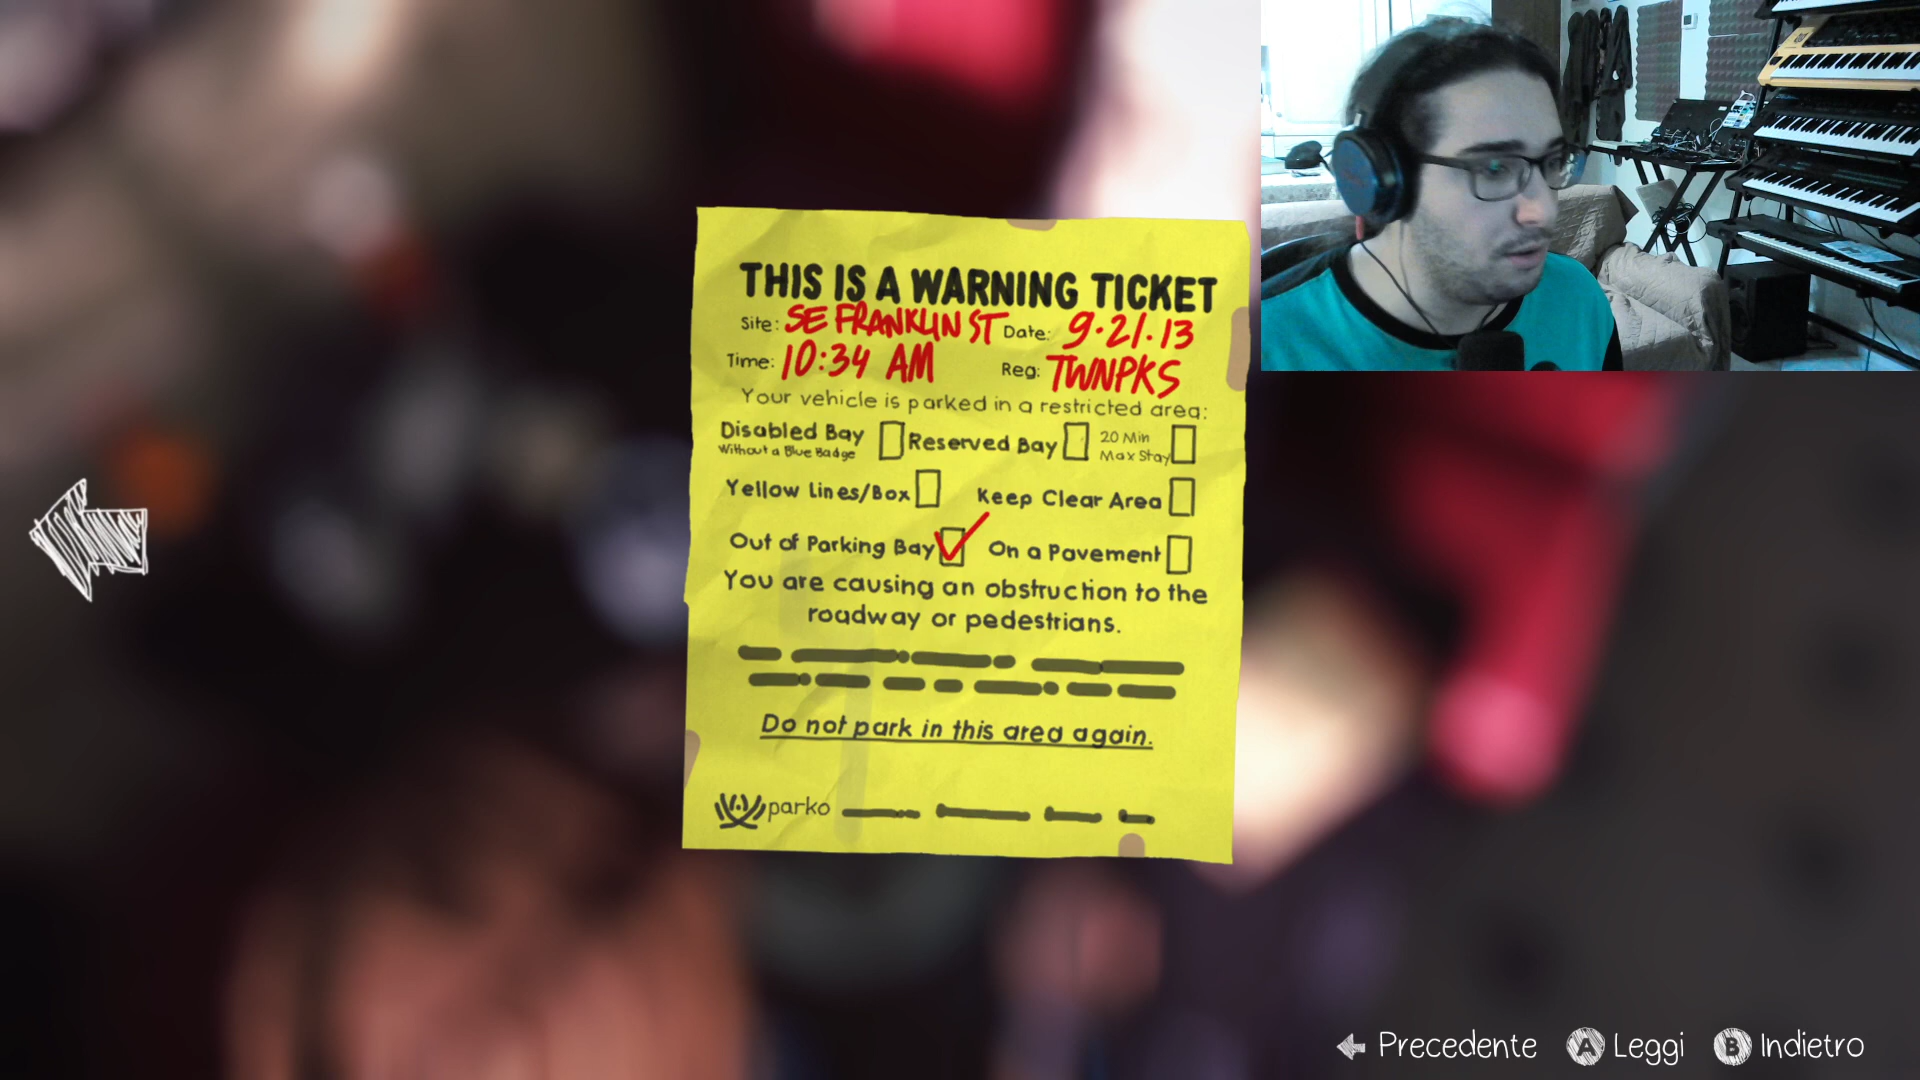 THIS IS A WARNING TICKET
Site: SE FRANKLIN ST Date: 9.21.13
Time: 10:34 AM Reg: TWNPKS
Your vehicle is parked in a restricted area:
Disabled Bay Reserved Bay 20 Min
Without a Blue Badge Max Stay
Yellow Lines/Box Keep Clear Area
Out of Parking Bay On a Pavement
You are causing an obstruction to the
roadway or pedestrians.
Do not park in this area again.
parko
Precedente A Leggi B Indietro